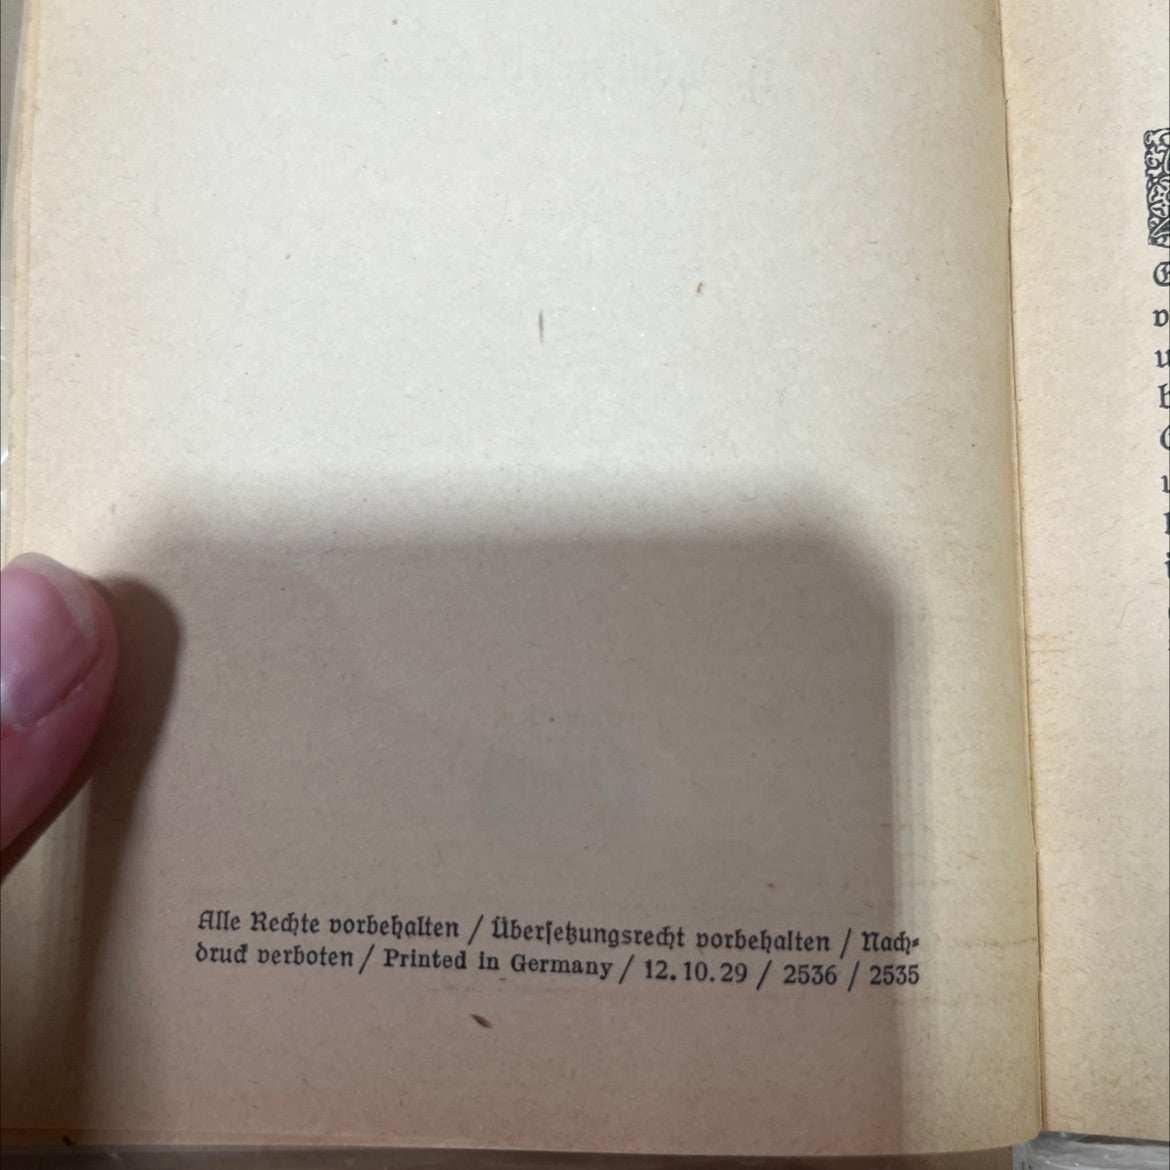 Alle Rechte vorbehalten / Übersetzungsrecht vorbehalten / Nach-
druck verboten / Printed in Germany / 12. 10. 29 / 2536 / 2535